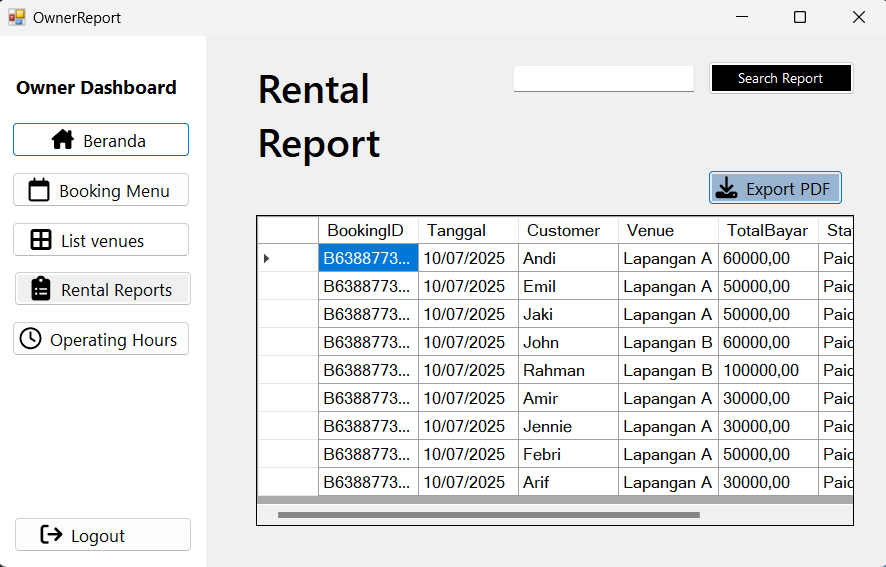 OwnerReport
Owner Dashboard
Beranda
Booking Menu
List venues
Rental Reports
Operating Hours
Logout
Rental
Report
Search Report
Export PDF
BookingID Tanggal Customer Venue TotalBayar Sta
B6388773... 10/07/2025 Andi Lapangan A 60000,00 Paid
B6388773... 10/07/2025 Emil Lapangan A 50000,00 Paid
B6388773... 10/07/2025 Jaki Lapangan A 50000,00 Paid
B6388773... 10/07/2025 John Lapangan B 60000,00 Paid
B6388773... 10/07/2025 Rahman Lapangan B 100000,00 Paid
B6388773... 10/07/2025 Amir Lapangan A 30000,00 Paid
B6388773... 10/07/2025 Jennie Lapangan A 30000,00 Paid
B6388773... 10/07/2025 Febri Lapangan A 50000,00 Paid
B6388773... 10/07/2025 Arif Lapangan A 30000,00 Paid